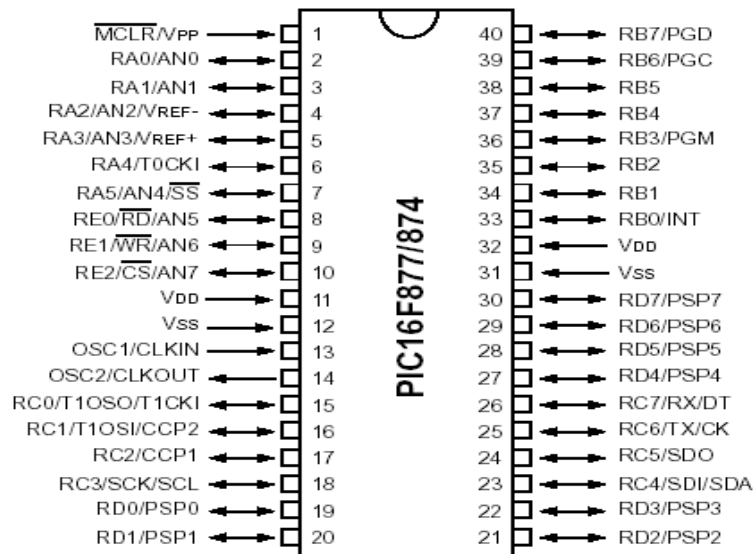 MCLR/VPP 1 40 RB7/PGD
RA0/AN0 2 39 RB6/PGC
RA1/AN1 3 38 RB5
RA2/AN2/VREF- 4 37 RB4
RA3/AN3/VREF+ 5 36 RB3/PGM
RA4/T0CKI 6 35 RB2
RA5/AN4/SS 7 34 RB1
RE0/RD/AN5 8 33 RB0/INT
RE1/WR/AN6 9 32 VDD
RE2/CS/AN7 10 31 VSS
VDD 11 30 RD7/PSP7
VSS 12 29 RD6/PSP6
OSC1/CLKIN 13 28 RD5/PSP5
OSC2/CLKOUT 14 27 RD4/PSP4
RC0/T1OSO/T1CKI 15 26 RC7/RX/DT
RC1/T1OSI/CCP2 16 25 RC6/TX/CK
RC2/CCP1 17 24 RC5/SDO
RC3/SCK/SCL 18 23 RC4/SDI/SDA
RD0/PSP0 19 22 RD3/PSP3
RD1/PSP1 20 21 RD2/PSP2
PIC16F877/874